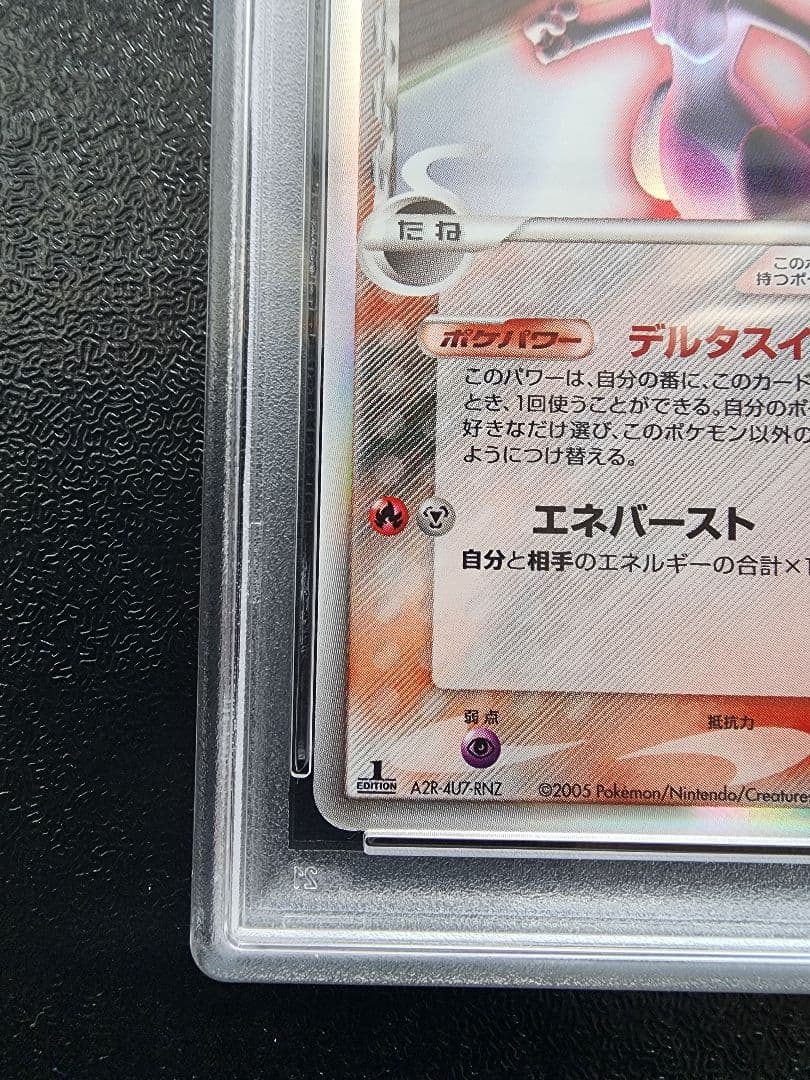 たね
このポ
持つポ
ポケパワー デルタスイ
このパワーは、自分の番に、このカード
とき、1回使うことができる。自分のポ
好きなだけ選び、このポケモン以外の
ようにつけ替える。
エネバースト
自分と相手のエネルギーの合計×1
弱点 抵抗力
1 EDITION A2R-4U7-RNZ ©2005 Pokémon/Nintendo/Creatures